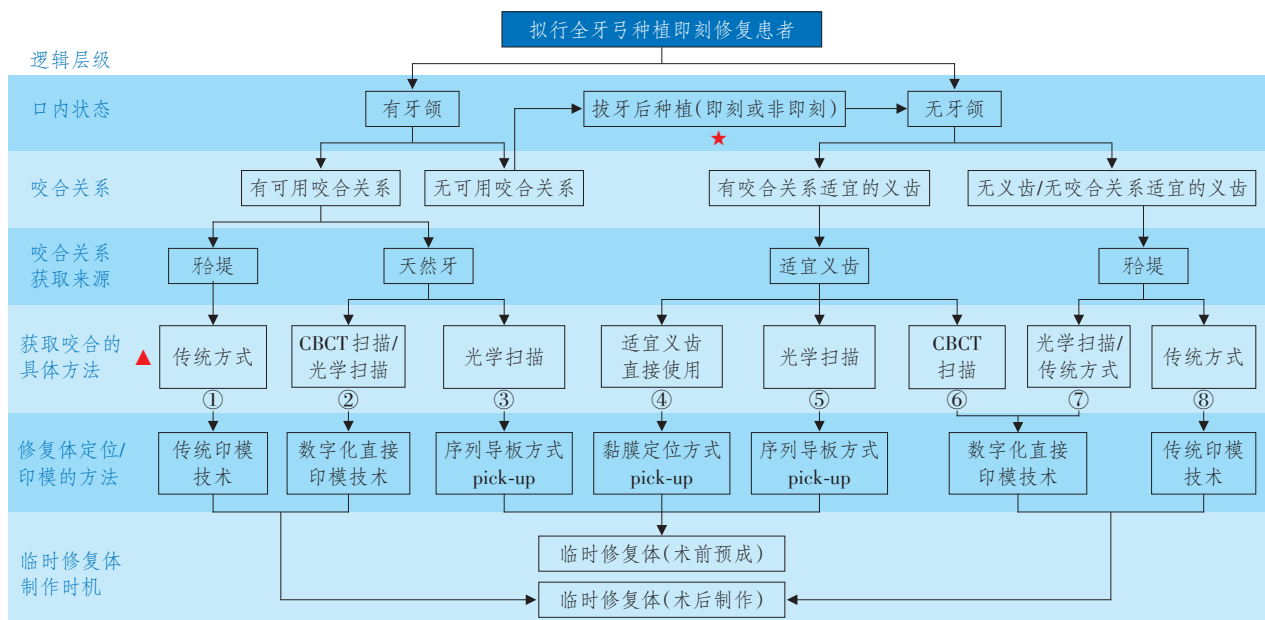 拟行全牙弓种植即刻修复患者
逻辑层级
口内状态
有牙颌
拔牙后种植(即刻或非即刻)
无牙颌
★
咬合关系
有可用咬合关系
无可用咬合关系
有咬合关系适宜的义齿
无义齿/无咬合关系适宜的义齿
咬合关系
获取来源
𬌗堤
天然牙
适宜义齿
𬌗堤
获取咬合的
具体方法
▲
传统方式
CBCT扫描/
光学扫描
光学扫描
适宜义齿
直接使用
光学扫描
CBCT
扫描
光学扫描/
传统方式
传统方式
① ② ③ ④ ⑤ ⑥ ⑦ ⑧
修复体定位/
印模的方法
传统印模
技术
数字化直接
印模技术
序列导板方式
pick-up
黏膜定位方式
pick-up
序列导板方式
pick-up
数字化直接
印模技术
传统印模
技术
临时修复体
制作时机
临时修复体(术前预成)
临时修复体(术后制作)